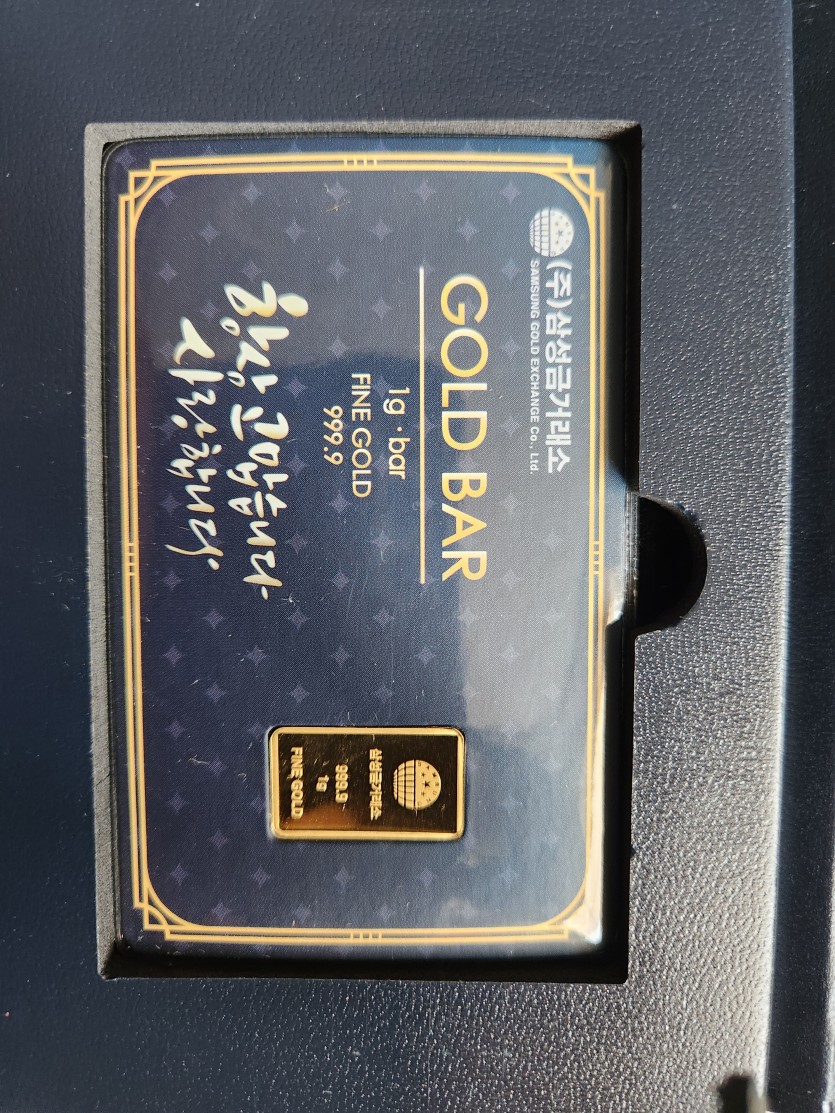 (주)삼성금거래소
SAMSUNG GOLD EXCHANGE Co., Ltd.
GOLD BAR
1g · bar
FINE GOLD
999.9
항상 고맙습니다
사랑합니다
삼성금거래소
999.9
1g
FINE GOLD